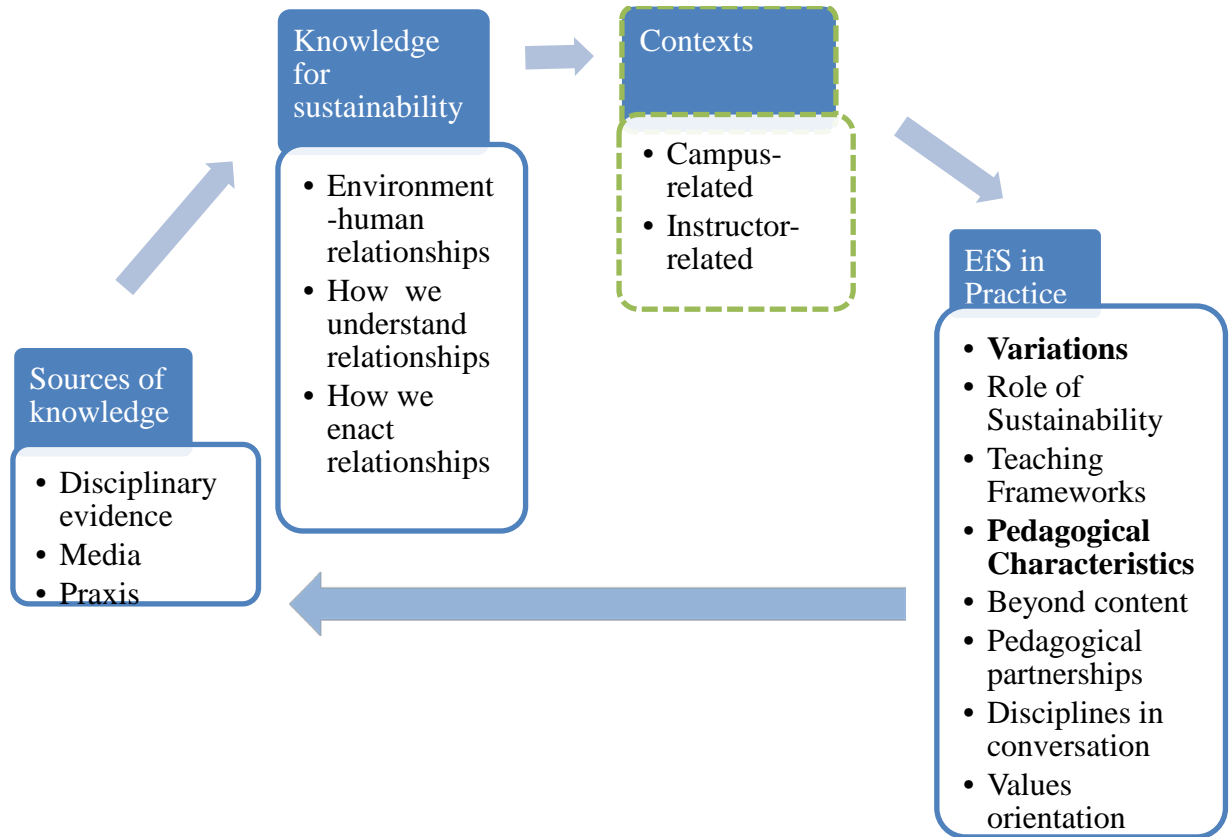 Sources of
knowledge
• Disciplinary
evidence
• Media
• Praxis
Knowledge
for
sustainability
• Environment
-human
relationships
• How we
understand
relationships
• How we
enact
relationships
Contexts
• Campus-
related
• Instructor-
related
EfS in
Practice
• Variations
• Role of
Sustainability
• Teaching
Frameworks
• Pedagogical
Characteristics
• Beyond content
• Pedagogical
partnerships
• Disciplines in
conversation
• Values
orientation